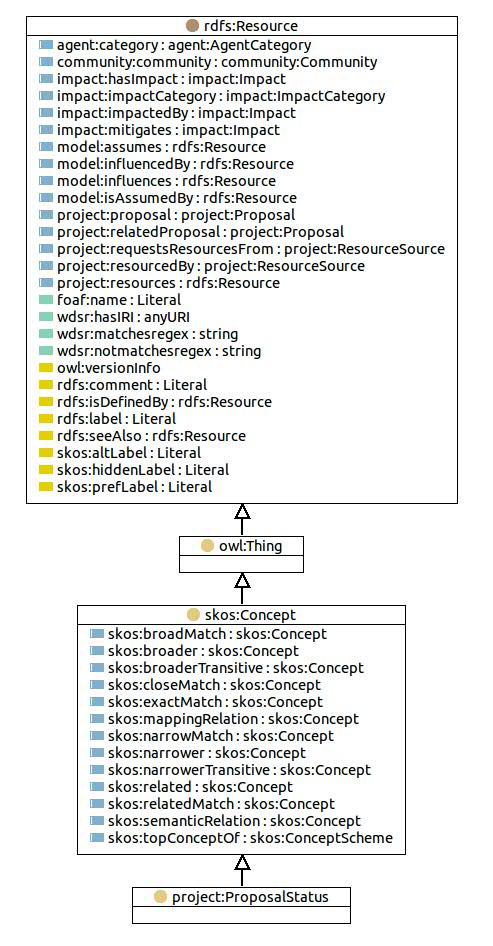 rdfs:Resource
agent:category : agent:AgentCategory
community:community : community:Community
impact:hasImpact : impact:Impact
impact:impactCategory : impact:ImpactCategory
impact:impactedBy : impact:Impact
impact:mitigates : impact:Impact
model:assumes : rdfs:Resource
model:influencedBy : rdfs:Resource
model:influences : rdfs:Resource
model:isAssumedBy : rdfs:Resource
project:proposal : project:Proposal
project:relatedProposal : project:Proposal
project:requestsResourcesFrom : project:ResourceSource
project:resourcedBy : project:ResourceSource
project:resources : rdfs:Resource
foaf:name : Literal
wdsr:hasIRI : anyURI
wdsr:matchesregex : string
wdsr:notmatchesregex : string
owl:versionInfo
rdfs:comment : Literal
rdfs:isDefinedBy : rdfs:Resource
rdfs:label : Literal
rdfs:seeAlso : rdfs:Resource
skos:altLabel : Literal
skos:hiddenLabel : Literal
skos:prefLabel : Literal
owl:Thing
skos:Concept
skos:broadMatch : skos:Concept
skos:broader : skos:Concept
skos:broaderTransitive : skos:Concept
skos:closeMatch : skos:Concept
skos:exactMatch : skos:Concept
skos:mappingRelation : skos:Concept
skos:narrowMatch : skos:Concept
skos:narrower : skos:Concept
skos:narrowerTransitive : skos:Concept
skos:related : skos:Concept
skos:relatedMatch : skos:Concept
skos:semanticRelation : skos:Concept
skos:topConceptOf : skos:ConceptScheme
project:ProposalStatus